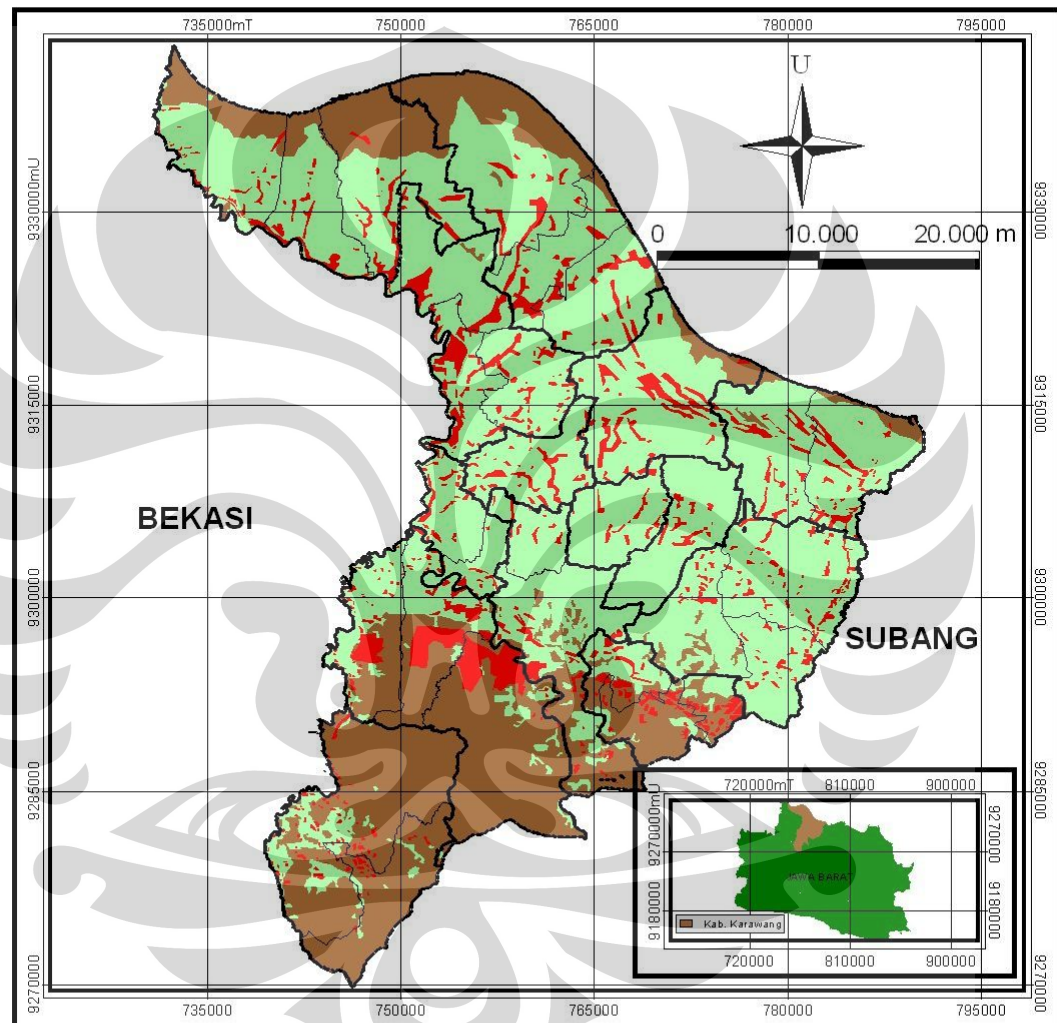 735000mT 750000 765000 780000 795000
U
9330000mU
9330000
0 10.000 20.000 m
9315000
9315000
BEKASI
9300000
9300000
SUBANG
9285000
9285000
720000mT 810000 900000
9270000mU
9270000
JAWA BARAT
9180000
9180000
Kab. Karawang
720000 810000 900000
9270000
9270000
735000 750000 765000 780000 795000